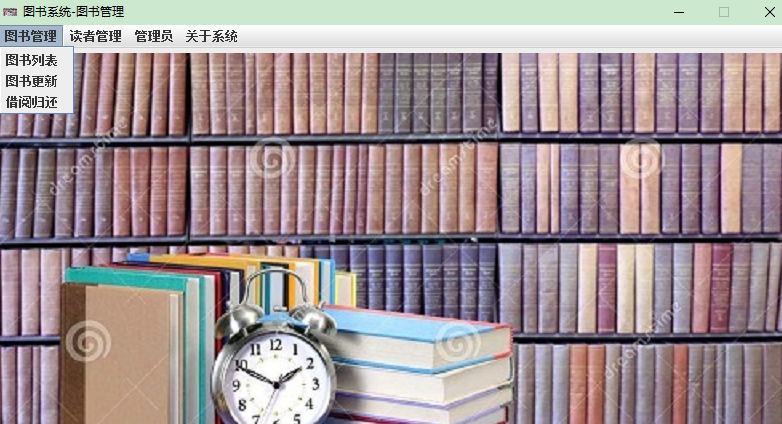 图书系统-图书管理
图书管理 读者管理 管理员 关于系统
图书列表
图书更新
借阅归还
dreamstime
dreamstime
dreamstime
11 12 1
10 2
9 3
8 4
7 5
6